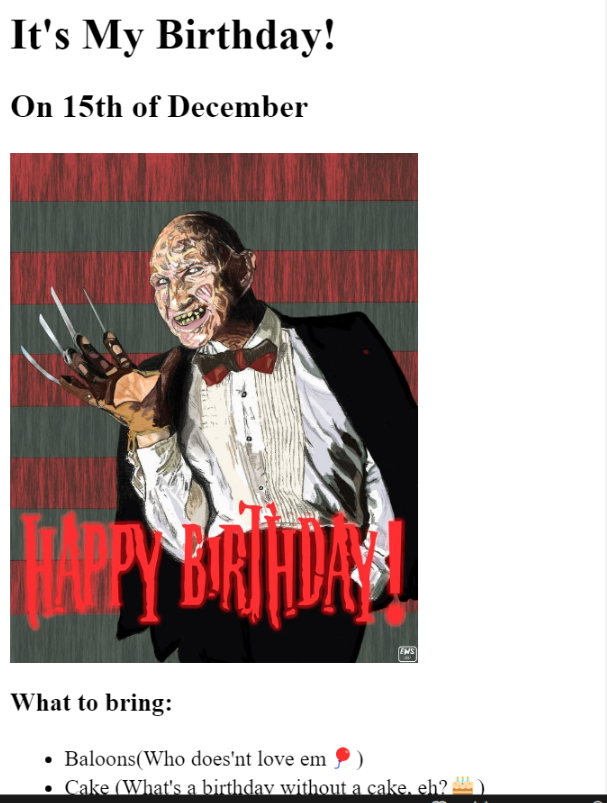 It's My Birthday!
On 15th of December
HAPPY BIRTHDAY!
EWS
What to bring:
• Baloons(Who does'nt love em 🎈 )
• Cake (What's a birthday without a cake, eh? 🎂 )